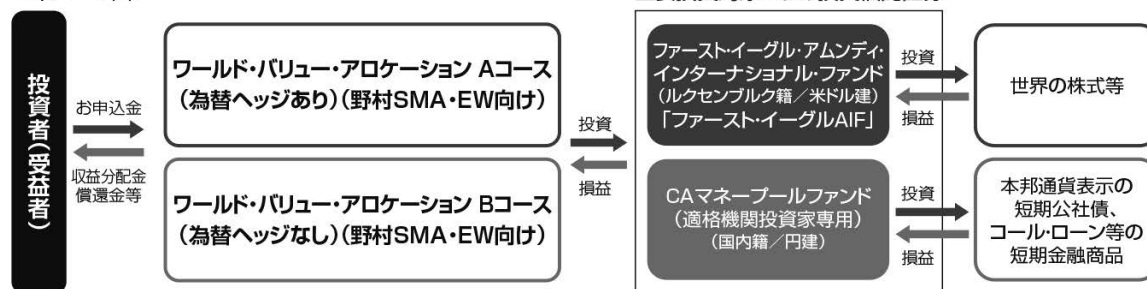 投資者(受益者)
お申込金
収益分配金
償還金等
ワールド・バリュー・アロケーション Aコース
(為替ヘッジあり)(野村SMA・EW向け)
ワールド・バリュー・アロケーション Bコース
(為替ヘッジなし)(野村SMA・EW向け)
投資
損益
ファースト・イーグル・アムンディ・
インターナショナル・ファンド
(ルクセンブルク籍/米ドル建)
「ファースト・イーグルAIF」
投資
損益
世界の株式等
CAマネープールファンド
(適格機関投資家専用)
(国内籍/円建)
投資
損益
本邦通貨表示の
短期公社債、
コール・ローン等の
短期金融商品